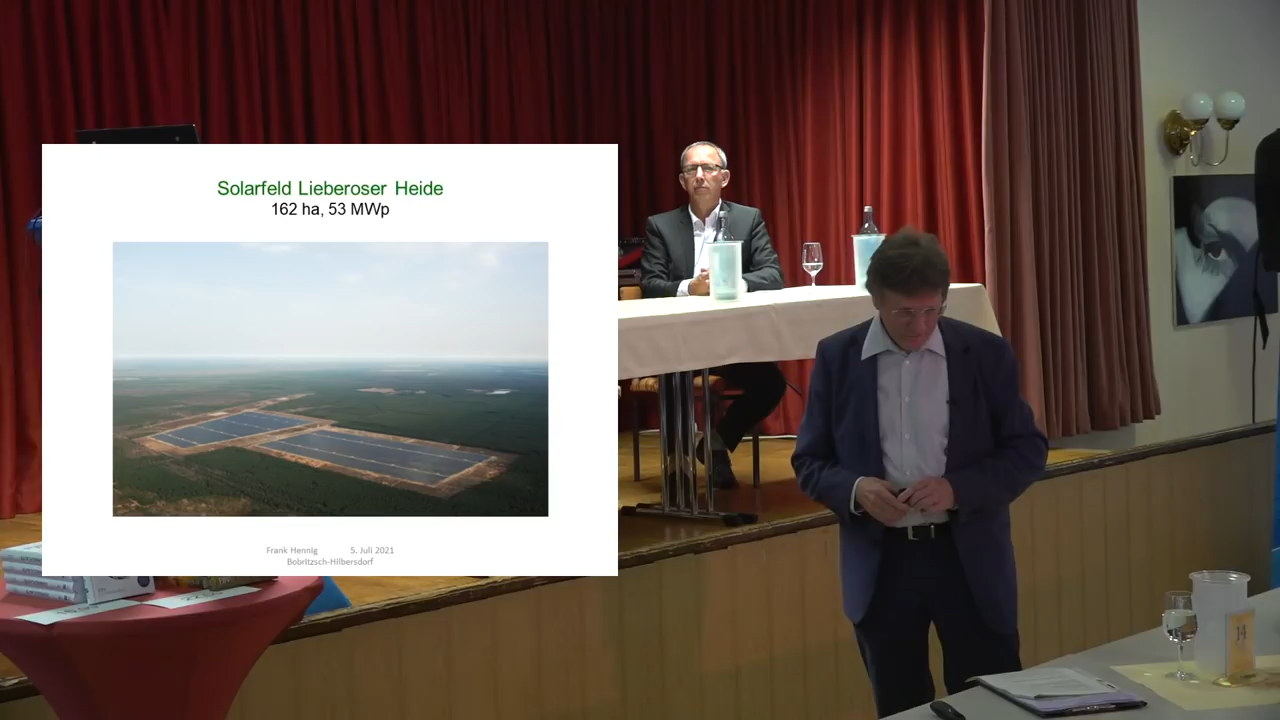 Solarfeld Lieberoser Heide
162 ha, 53 MWp
Frank Hennig 5. Juli 2021
Bobritzsch-Hilbersdorf
14